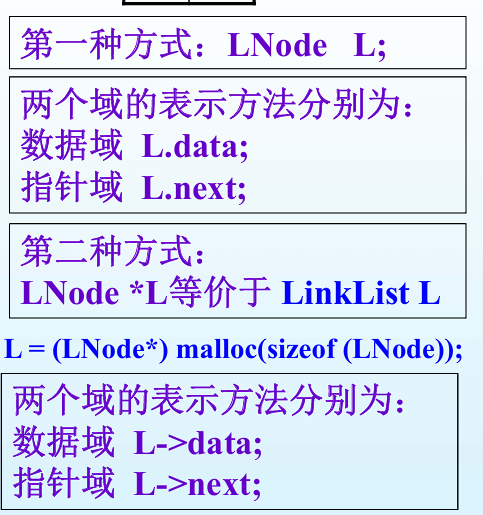 第一种方式：LNode L;
两个域的表示方法分别为：
数据域 L.data;
指针域 L.next;
第二种方式：
LNode *L等价于 LinkList L
L = (LNode*) malloc(sizeof (LNode));
两个域的表示方法分别为：
数据域 L->data;
指针域 L->next;